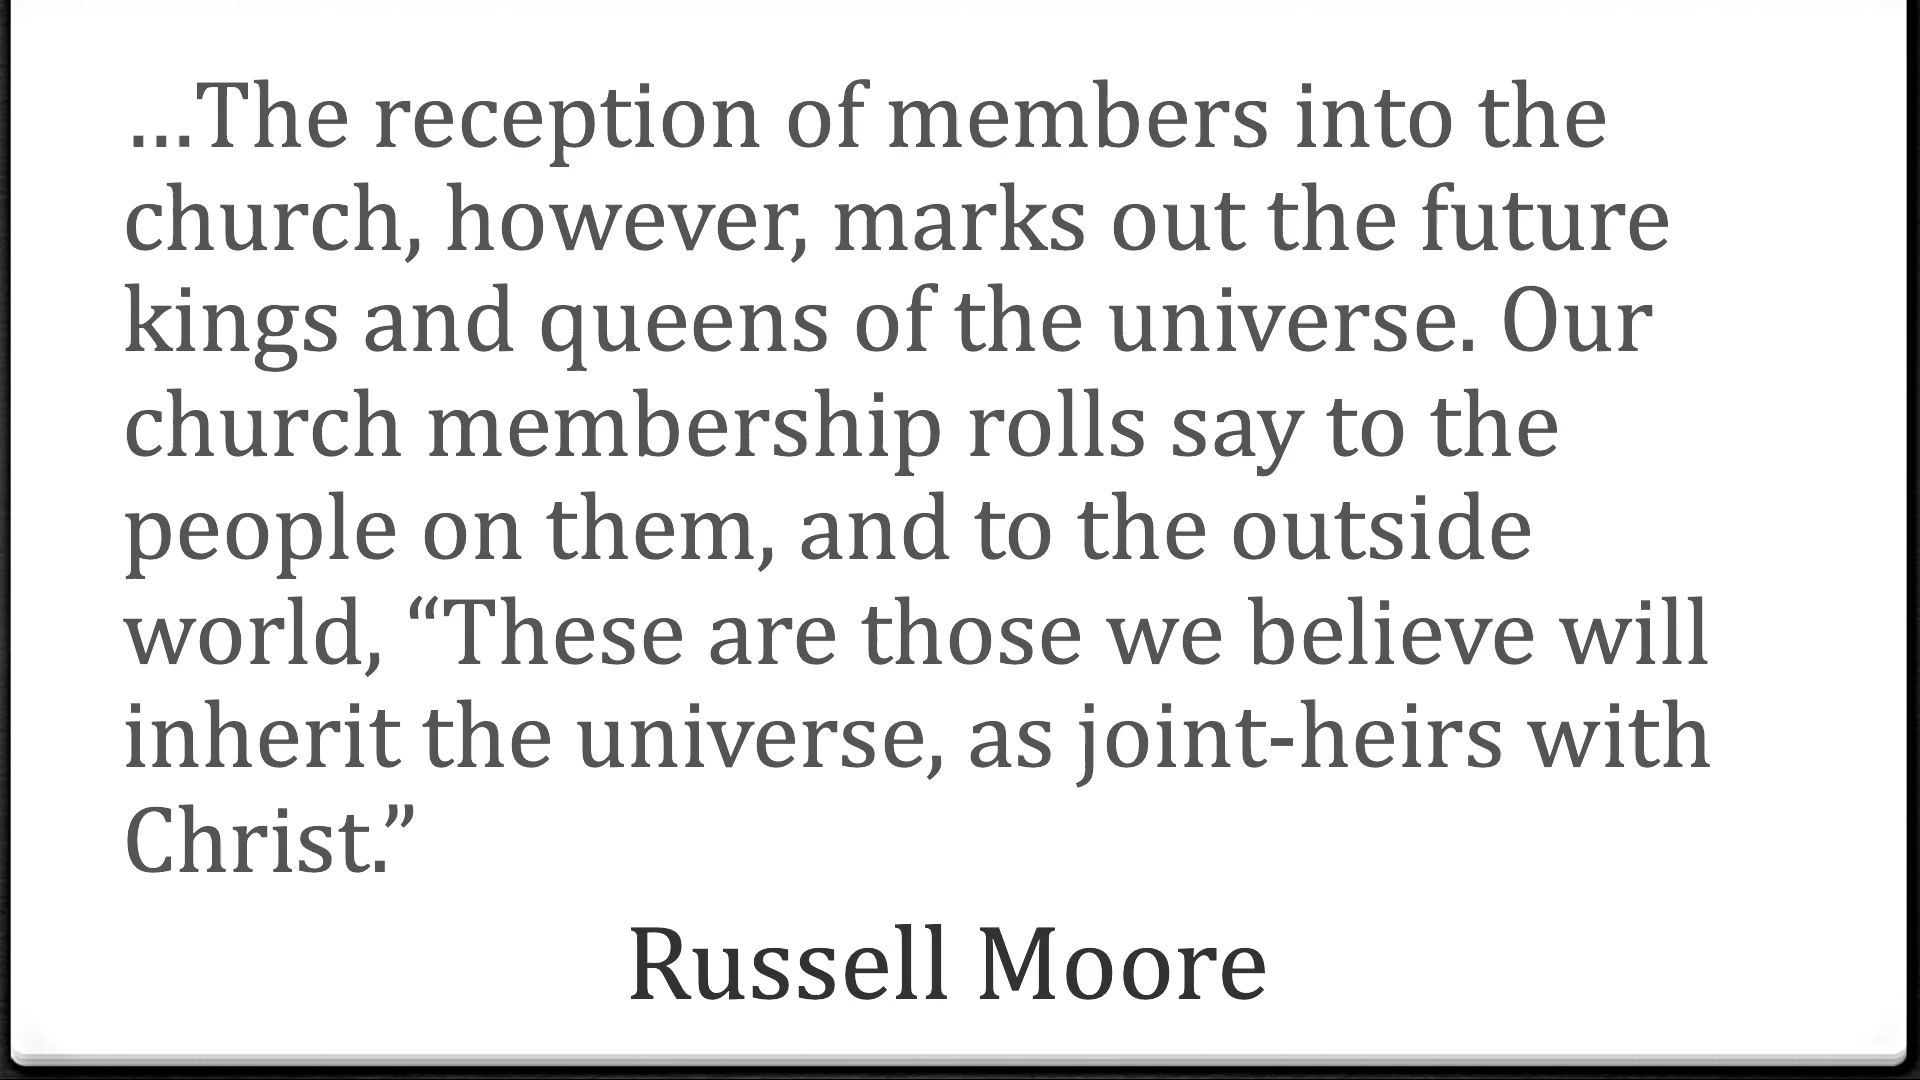 …The reception of members into the
church, however, marks out the future
kings and queens of the universe. Our
church membership rolls say to the
people on them, and to the outside
world, “These are those we believe will
inherit the universe, as joint-heirs with
Christ.”
Russell Moore